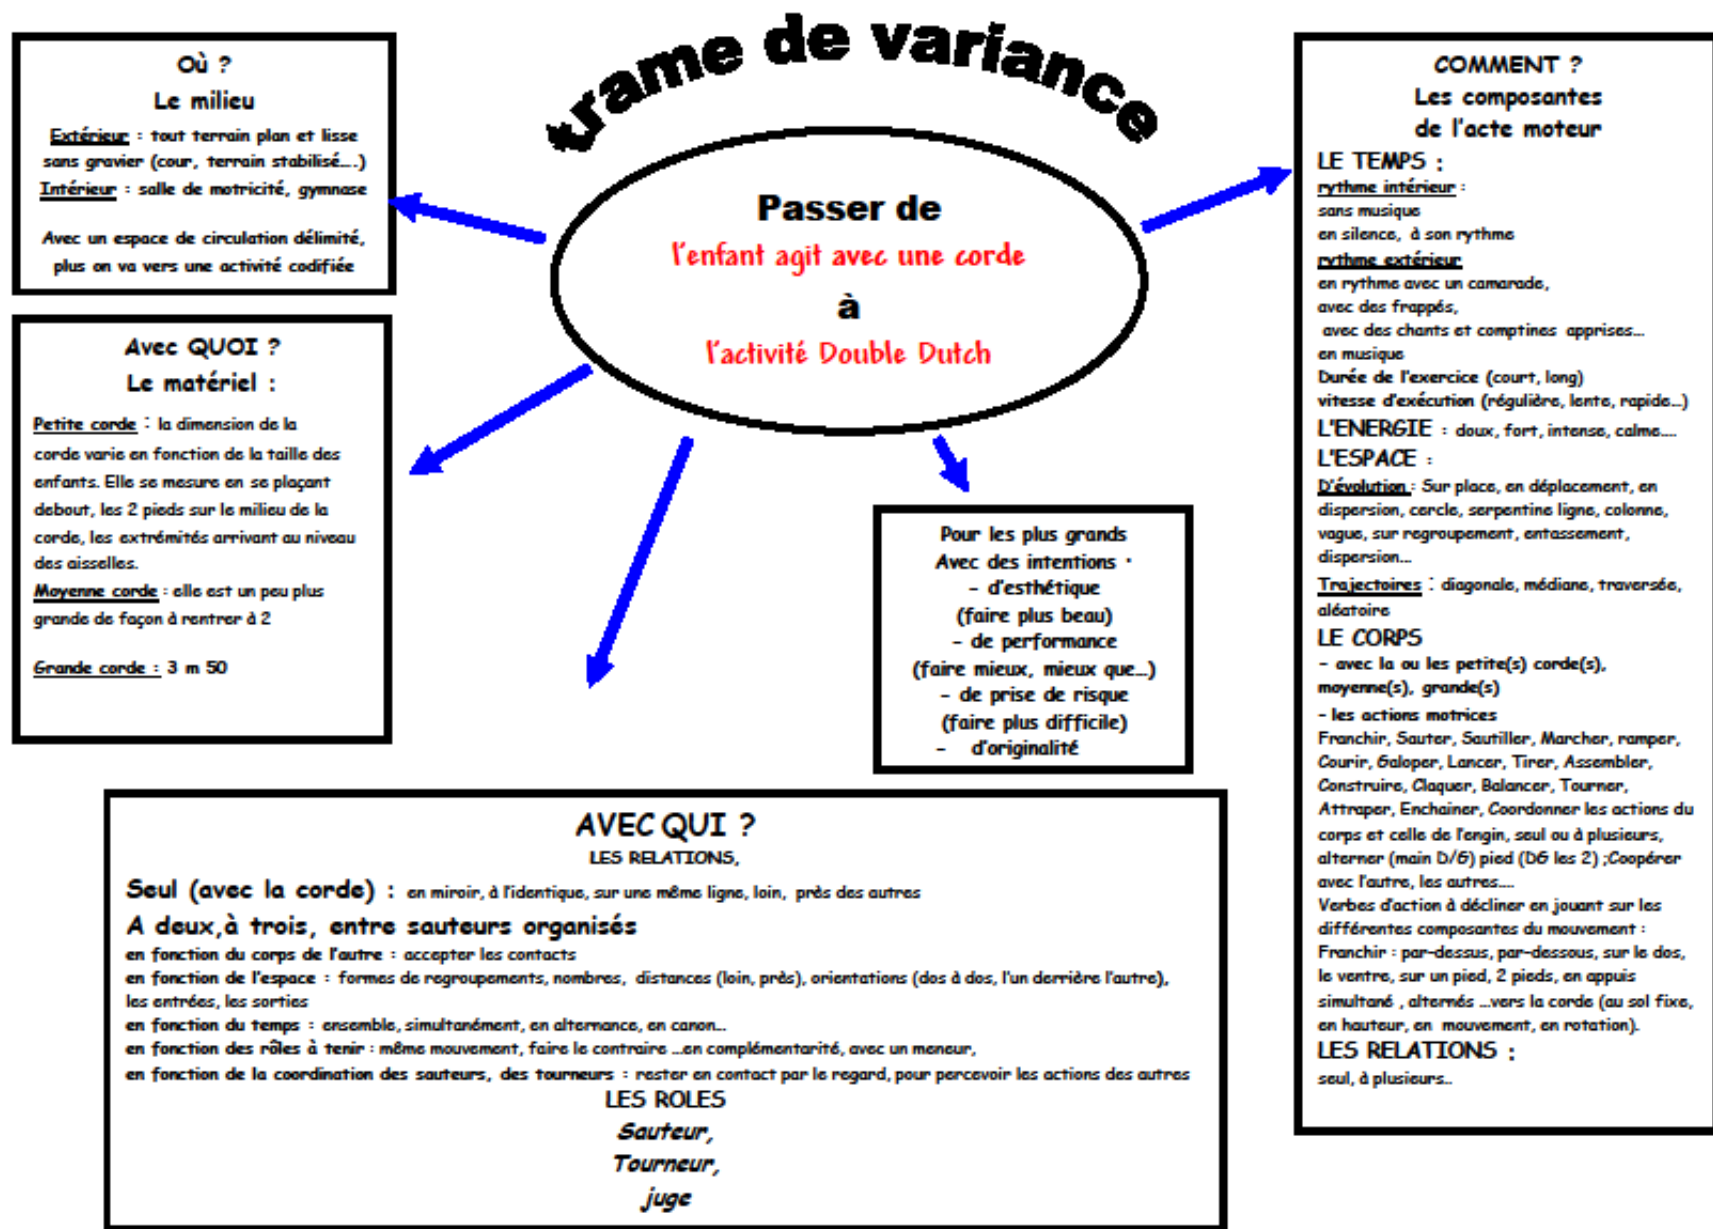 trame de variance
Où ?
Le milieu
Extérieur : tout terrain plan et lisse
sans gravier (cour, terrain stabilisé....)
Intérieur : salle de motricité, gymnase
Avec un espace de circulation délimité,
plus on va vers une activité codifiée
Passer de
l'enfant agit avec une corde
à
l'activité Double Dutch
Avec QUOI ?
Le matériel :
Petite corde : la dimension de la
corde varie en fonction de la taille des
enfants. Elle se mesure en se plaçant
debout, les 2 pieds sur le milieu de la
corde, les extrémités arrivant au niveau
des aisselles.
Moyenne corde : elle est un peu plus
grande de façon à rentrer à 2
Grande corde : 3 m 50
Pour les plus grands
Avec des intentions :
- d'esthétique
(faire plus beau)
- de performance
(faire mieux, mieux que...)
- de prise de risque
(faire plus difficile)
- d'originalité
COMMENT ?
Les composantes
de l'acte moteur
LE TEMPS :
rythme intérieur :
sans musique
en silence, à son rythme
rythme extérieur
en rythme avec un camarade,
avec des frappés,
avec des chants et comptines apprises...
en musique
Durée de l'exercice (court, long)
vitesse d'exécution (régulière, lente, rapide...)
L'ENERGIE : doux, fort, intense, calme....
L'ESPACE :
D'évolution : Sur place, en déplacement, en
dispersion, cercle, serpentine ligne, colonne,
vague, sur regroupement, entassement,
dispersion...
Trajectoires : diagonale, médiane, traversée,
aléatoire
LE CORPS
- avec la ou les petite(s) corde(s),
moyenne(s), grande(s)
- les actions motrices
Franchir, Sauter, Sautiller, Marcher, ramper,
Courir, Galoper, Lancer, Tirer, Assembler,
Construire, Claquer, Balancer, Tourner,
Attraper, Enchainer, Coordonner les actions du
corps et celle de l'engin, seul ou à plusieurs,
alterner (main D/G) pied (DG les 2) ;Coopérer
avec l'autre, les autres....
Verbes d'action à décliner en jouant sur les
différentes composantes du mouvement :
Franchir : par-dessus, par-dessous, sur le dos,
le ventre, sur un pied, 2 pieds, en appuis
simultané , alternés ...vers la corde (au sol fixe,
en hauteur, en mouvement, en rotation).
LES RELATIONS :
seul, à plusieurs..
AVEC QUI ?
LES RELATIONS,
Seul (avec la corde) : en miroir, à l'identique, sur une même ligne, loin, près des autres
A deux,à trois, entre sauteurs organisés
en fonction du corps de l'autre : accepter les contacts
en fonction de l'espace : formes de regroupements, nombres, distances (loin, près), orientations (dos à dos, l'un derrière l'autre),
les entrées, les sorties
en fonction du temps : ensemble, simultanément, en alternance, en canon...
en fonction des rôles à tenir : même mouvement, faire le contraire ...en complémentarité, avec un meneur,
en fonction de la coordination des sauteurs, des tourneurs : rester en contact par le regard, pour percevoir les actions des autres
LES ROLES
Sauteur,
Tourneur,
juge